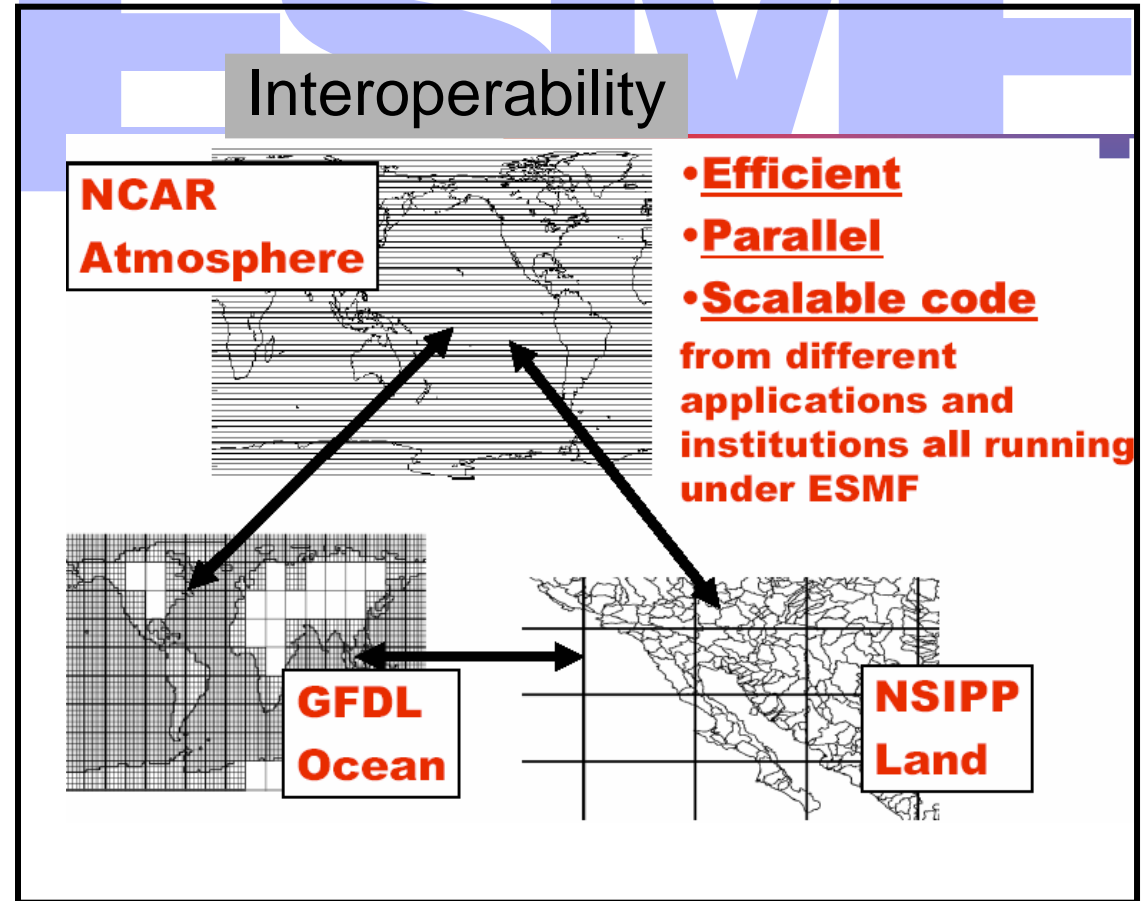 ESMF
Interoperability
NCAR
Atmosphere
•Efficient
•Parallel
•Scalable code
from different
applications and
institutions all running
under ESMF
GFDL
Ocean
NSIPP
Land